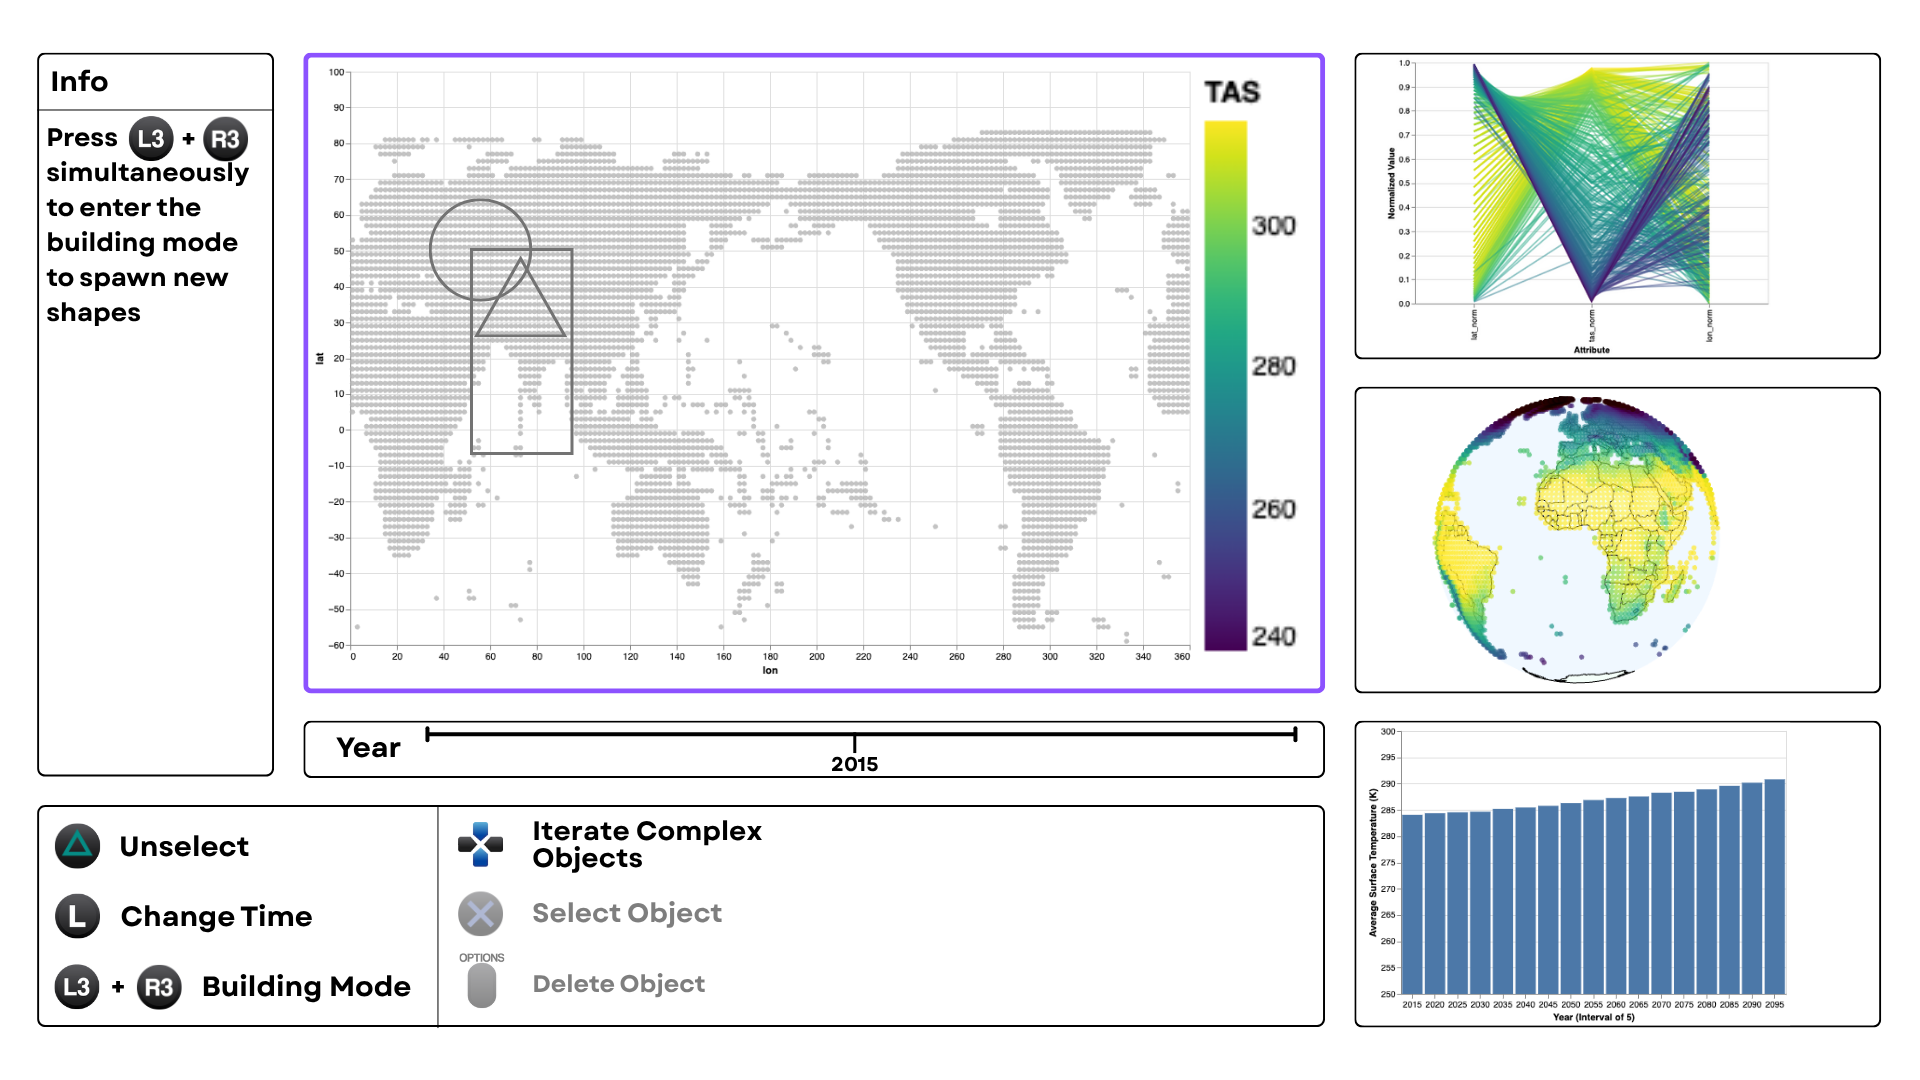 Info
Press L3 + R3
simultaneously
to enter the
building mode
to spawn new
shapes
100
90
80
70
60
50
40
30
20
10
0
−10
−20
−30
−40
−50
−60
lat
0 20 40 60 80 100 120 140 160 180 200 220 240 260 280 300 320 340 360
lon
TAS
300
280
260
240
1.0
0.9
0.8
0.7
0.6
0.5
0.4
0.3
0.2
0.1
0.0
Normalized Value
lat_norm
tas_norm
lon_norm
Attribute
Year
2015
300
295
290
285
280
275
270
265
260
255
250
Average Surface Temperature (K)
2015 2020 2025 2030 2035 2040 2045 2050 2055 2060 2065 2070 2075 2080 2085 2090 2095
Year (Interval of 5)
Unselect
L Change Time
L3 + R3 Building Mode
Iterate Complex
Objects
Select Object
OPTIONS
Delete Object